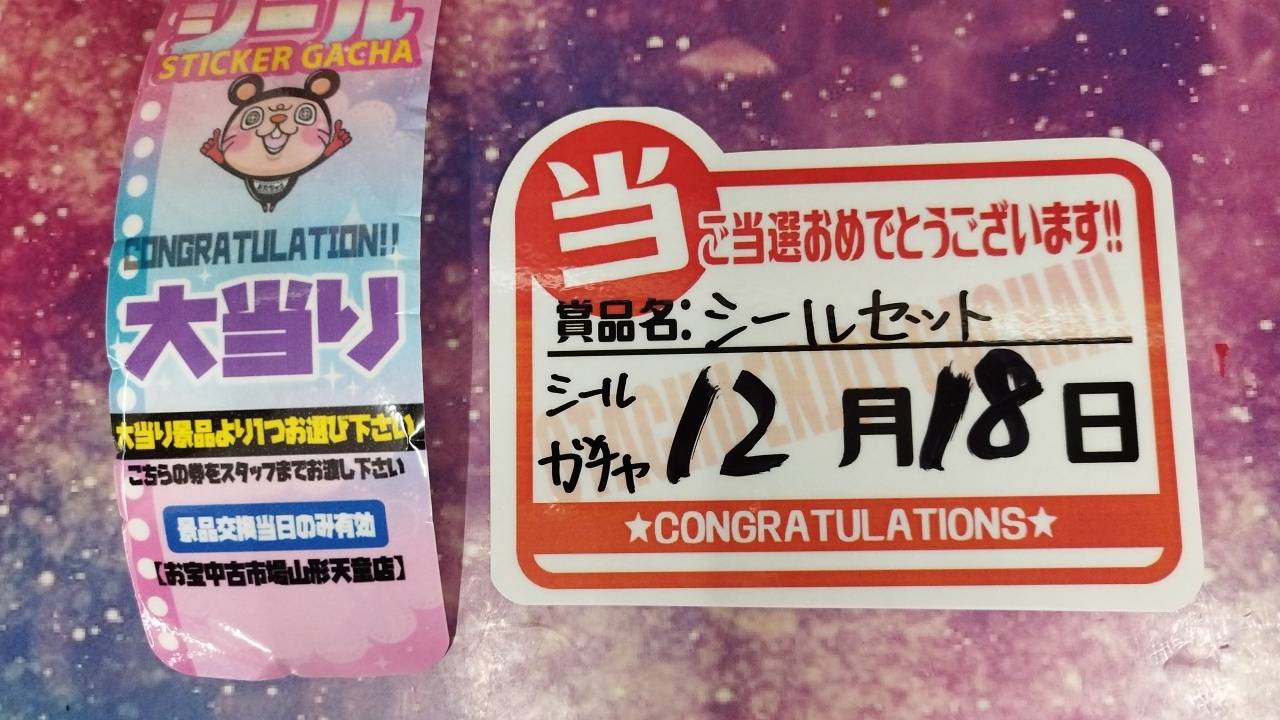 シール
STICKER GACHA
CONGRATULATION!!
大当り
大当り景品より1つお選び下さい
こちらの券をスタッフまでお渡し下さい
景品交換当日のみ有効
【お宝中古市場山形天童店】
当
ご当選おめでとうございます!!
賞品名:シールセット
シール
ガチャ
12月18日
★CONGRATULATIONS★